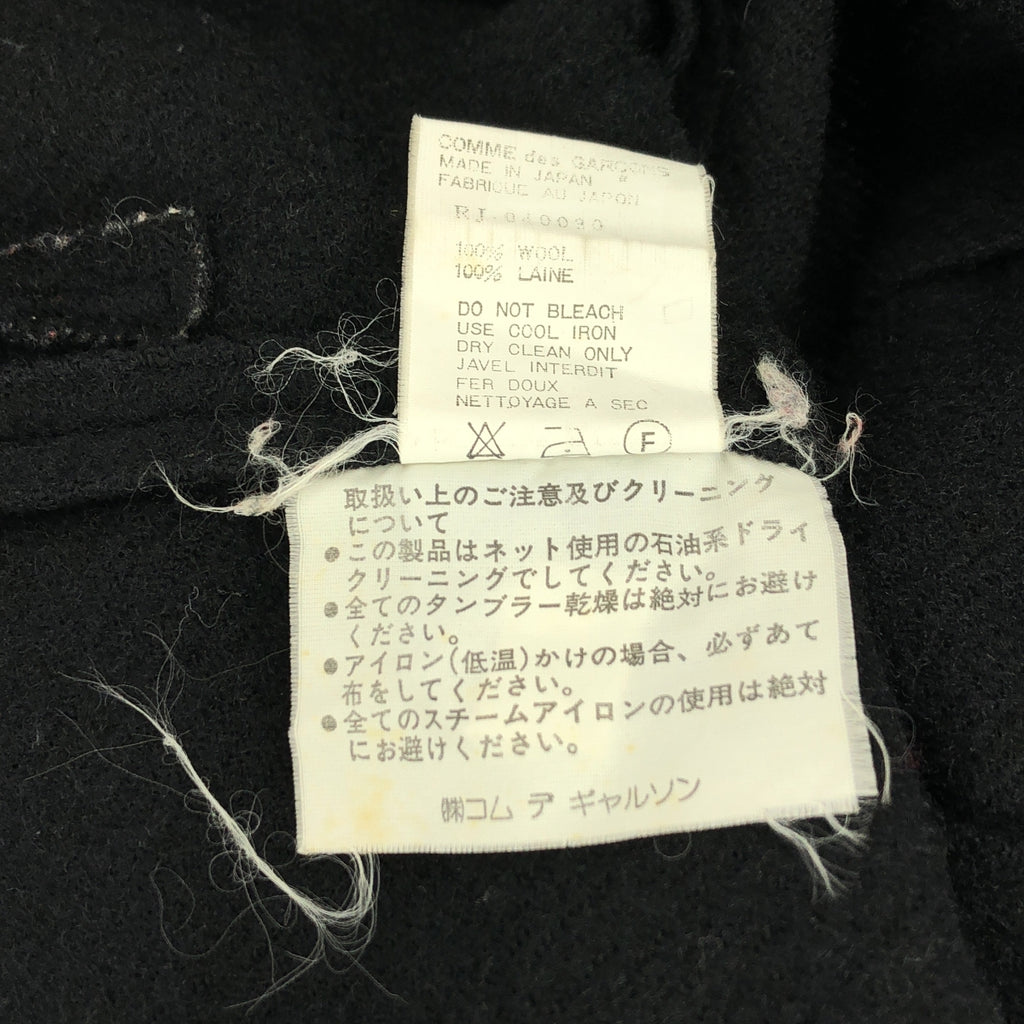 COMME des GARÇONS
MADE IN JAPAN
FABRIQUE AU JAPON
RJ-040090
100% WOOL
100% LAINE
DO NOT BLEACH
USE COOL IRON
DRY CLEAN ONLY
JAVEL INTERDIT
FER DOUX
NETTOYAGE A SEC
F
取扱い上のご注意及びクリーニング
について
●この製品はネット使用の石油系ドライ
クリーニングでしてください。
●全てのタンブラー乾燥は絶対にお避け
ください。
●アイロン(低温)かけの場合、必ずあて
布をしてください。
●全てのスチームアイロンの使用は絶対
にお避けください。
㈱コム デ ギャルソン